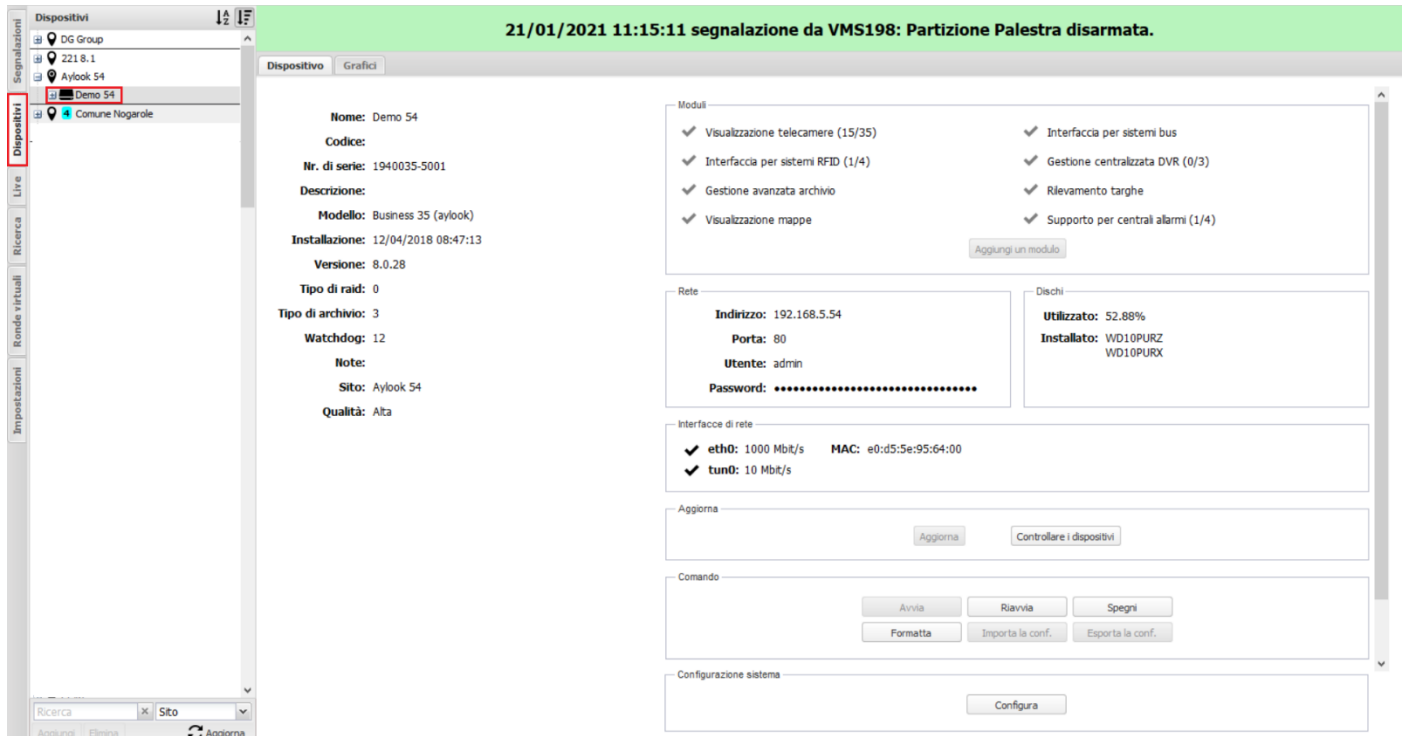 Segnalazioni
Dispositivi
Live
Ricerca
Ronde virtuali
Impostazioni
Dispositivi
DG Group
221 8.1
Aylook 54
Demo 54
4 Comune Nogarole
Ricerca
Sito
Aggiungi Elimina Aggiorna
21/01/2021 11:15:11 segnalazione da VMS198: Partizione Palestra disarmata.
Dispositivo Grafici
Nome: Demo 54
Codice:
Nr. di serie: 1940035-5001
Descrizione:
Modello: Business 35 (aylook)
Installazione: 12/04/2018 08:47:13
Versione: 8.0.28
Tipo di raid: 0
Tipo di archivio: 3
Watchdog: 12
Note:
Sito: Aylook 54
Qualità: Alta
Moduli
Visualizzazione telecamere (15/35) Interfaccia per sistemi bus
Interfaccia per sistemi RFID (1/4) Gestione centralizzata DVR (0/3)
Gestione avanzata archivio Rilevamento targhe
Visualizzazione mappe Supporto per centrali allarmi (1/4)
Aggiungi un modulo
Rete
Indirizzo: 192.168.5.54
Porta: 80
Utente: admin
Password: ••••••••••••••••••••••••••••••••
Dischi
Utilizzato: 52.88%
Installato: WD10PURZ
WD10PURX
Interfacce di rete
eth0: 1000 Mbit/s MAC: e0:d5:5e:95:64:00
tun0: 10 Mbit/s
Aggiorna
Aggiorna Controllare i dispositivi
Comando
Avvia Riavvia Spegni
Formatta Importa la conf. Esporta la conf.
Configurazione sistema
Configura